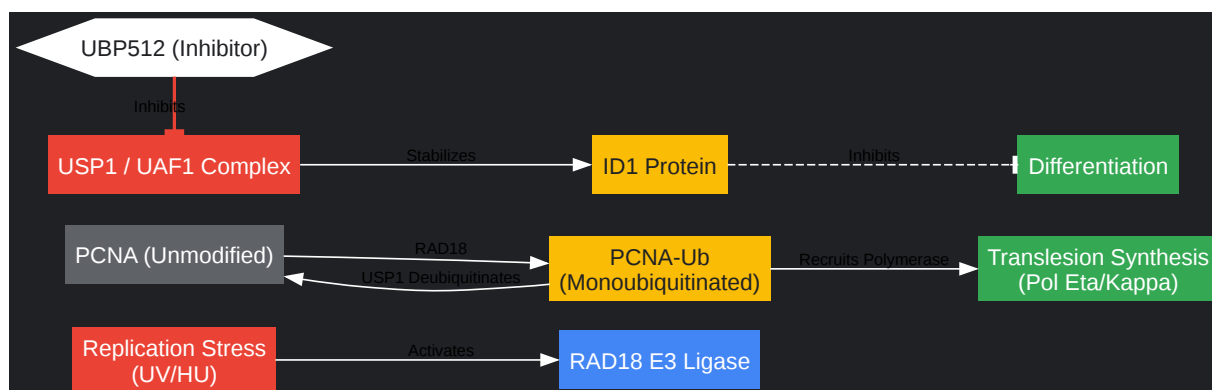 UBP512 (Inhibitor)
Inhibits
USP1 / UAF1 Complex
Stabilizes
ID1 Protein
Inhibits
Differentiation
PCNA (Unmodified)
RAD18
USP1 Deubiquitinates
PCNA-Ub
(Monoubiquitinated)
Recruits Polymerase
Translesion Synthesis
(Pol Eta/Kappa)
Replication Stress
(UV/HU)
Activates
RAD18 E3 Ligase